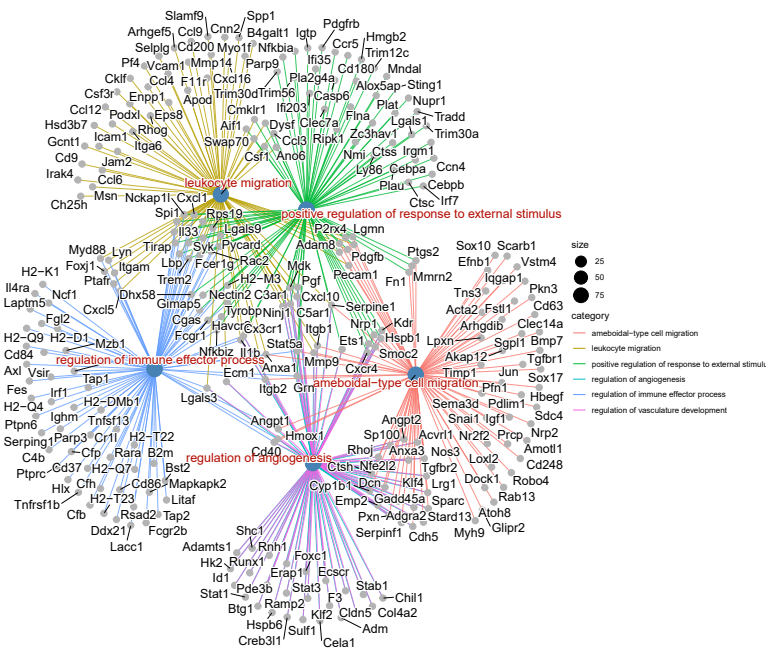 Slamf9 Spp1
Arhgef5 Ccl9 Cnn2 B4galt1 Igtp Pdgfrb
Selplg Cd200 Myo1f Nfkbia Ccr5 Hmgb2
Pf4 Vcam1 Mmp14 Parp9 Ifi35 Trim12c
Cklf Ccl4 F11r Cxcl16 Pla2g4a Cd180 Mndal
Csf3r Enpp1 Apod Trim30d Trim56 Casp6 Alox5ap Sting1
Ccl12 Podxl Eps8 Cmklr1 Ifi203 Plat Nupr1
Hsd3b7 Rhog Aif1 Dysf Clec7a Flna Lgals1 Tradd
Gcnt1 Icam1 Itga6 Swap70 Ccl3 Ripk1 Zc3hav1 Trim30a
Cd9 Jam2 Csf1 Ano6 Nmi Ctss Irgm1
Irak4 Ccl6 Ly86 Cebpa Ccn4
leukocyte migration
Msn Nckap1l Cxcl1 Plau Cebpb
Ch25h Spi1 Rps19 Ctsc Irf7
positive regulation of response to external stimulus
Il33 Lgals9 P2rx4 Lgmn
Myd88 Lyn Tirap Syk Pycard Adam8 Ptgs2 Sox10 Scarb1
Foxj1 Itgam Lbp Fcer1g Rac2 Pdgfb Efnb1 Vstm4
H2-K1 Ptafr Trem2 H2-M3 Mdk Pecam1 Fn1 Mmrn2 Iqgap1
Il4ra Ncf1 Dhx58 Nectin2 C3ar1 Pgf Tns3 Pkn3
Laptm5 Cxcl5 Gimap5 Tyrobp Ninj1 Cxcl10 Serpine1 Acta2 Fstl1 Cd63
Fgl2 Cgas Havcr Cx3cr1 C5ar1 Nrp1 Kdr Arhgdib Clec14a
H2-Q9 H2-D1 Mzb1 Fcgr1 Stat5a Itgb1 Ets1 Hspb1 Lpxn Sgpl1 Bmp7
Cd84 Nfkbiz Il1b Smoc2 Akap12 Tgfbr1
regulation of immune effector process
Axl Vsir Tap1 Ecm1 Anxa1 Mmp9 Cxcr4 Timp1 Jun Sox17
ameboidal−type cell migration
Fes Irf1 Lgals3 Itgb2 Grn Pfn1 Hbegf
H2-Q4 H2-DMb1 Sema3d Pdlim1 Sdc4
Ptpn6 Ighm Tnfsf13 Angpt1 Angpt2 Snai1 Igf1 Nrp2
Serping1 Parp3 Cr1l H2-T22 Hmox1 Sp100 Acvrl1 Nr2f2 Prcp Amotl1
C4b Cfp Rara B2m Cd40 Rhoj Anxa3 Nos3 Loxl2 Cd248
regulation of angiogenesis
Ptprc Cd37 H2-Q7 Bst2 Ctsh Nfe2l2 Tgfbr2 Dock1 Robo4
Hlx Cfh Cd86 Mapkapk2 Cyp1b1 Dcn Klf4 Lrg1 Rab13
Tnfrsf1b H2-T23 Litaf Emp2 Gadd45a Sparc Atoh8
Cfb Rsad2 Tap2 Pxn Adgra2 Stard13 Glipr2
Ddx21 Fcgr2b Serpinf1 Cdh5 Myh9
Lacc1
Shc1
Adamts1 Rnh1 Foxc1
Hk2 Runx1 Ecscr
Id1 Erap1 Stab1
Stat1 Pde3b Stat3 Chil1
Btg1 Ramp2 F3 Cldn5 Col4a2
Hspb6 Klf2 Adm
Creb3l1 Sulf1 Cela1
size
25
50
75
category
ameboidal−type cell migration
leukocyte migration
positive regulation of response to external stimulus
regulation of angiogenesis
regulation of immune effector process
regulation of vasculature development